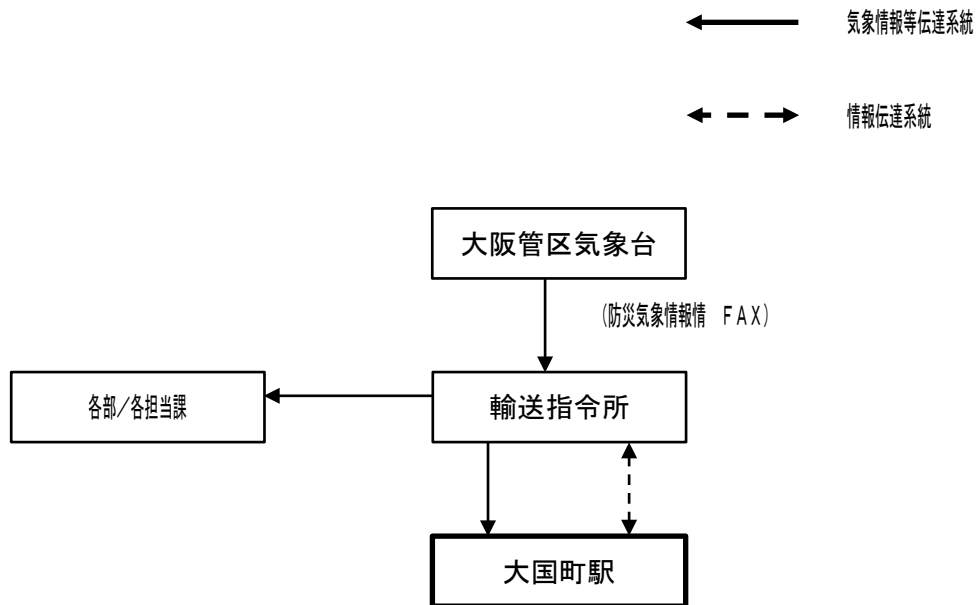 気象情報等伝達系統
情報伝達系統
大阪管区気象台
(防災気象情報情　ＦＡＸ)
各部／各担当課
輸送指令所
大国町駅